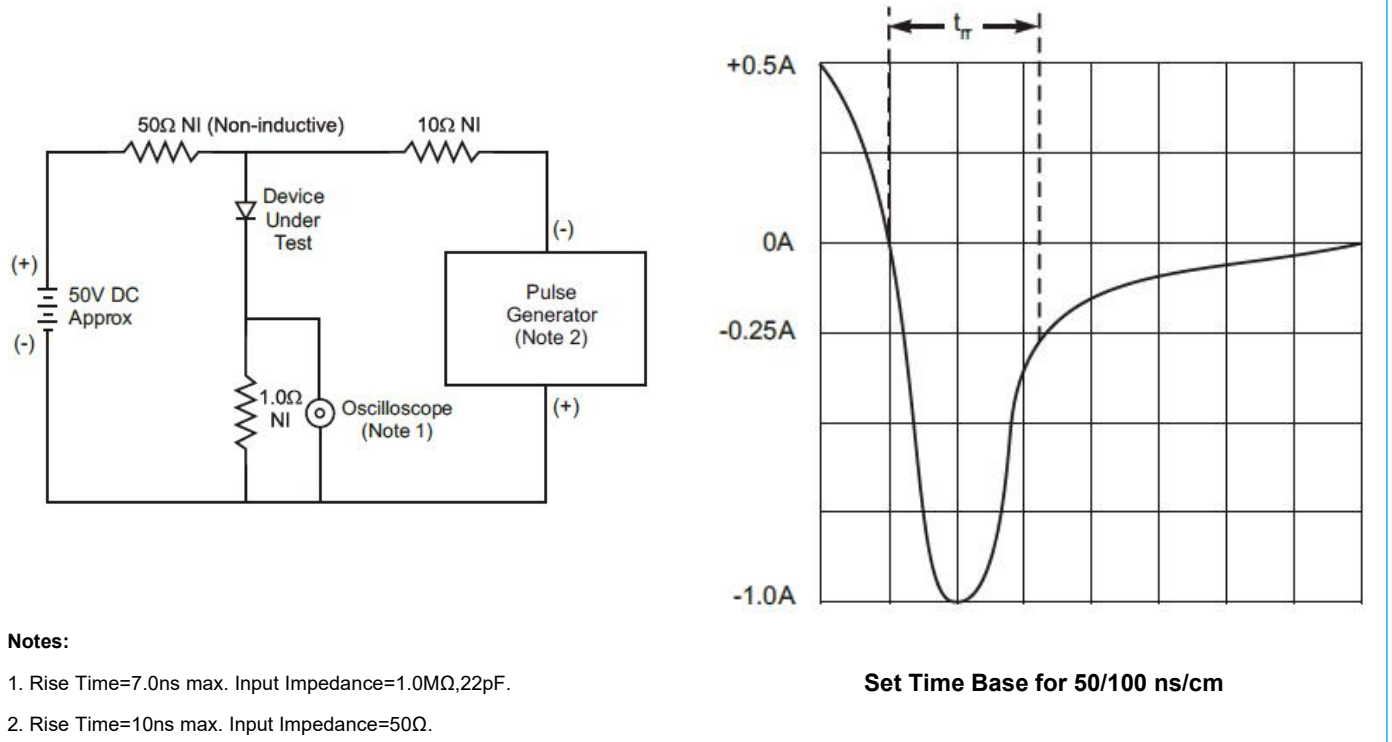 50Ω NI (Non-inductive)
10Ω NI
Device
Under
Test
(+)
50V DC
Approx
(-)
(-)
Pulse
Generator
(Note 2)
(+)
1.0Ω
NI
Oscilloscope
(Note 1)
trr
+0.5A
0A
-0.25A
-1.0A
Set Time Base for 50/100 ns/cm
Notes:
1. Rise Time=7.0ns max. Input Impedance=1.0MΩ,22pF.
2. Rise Time=10ns max. Input Impedance=50Ω.